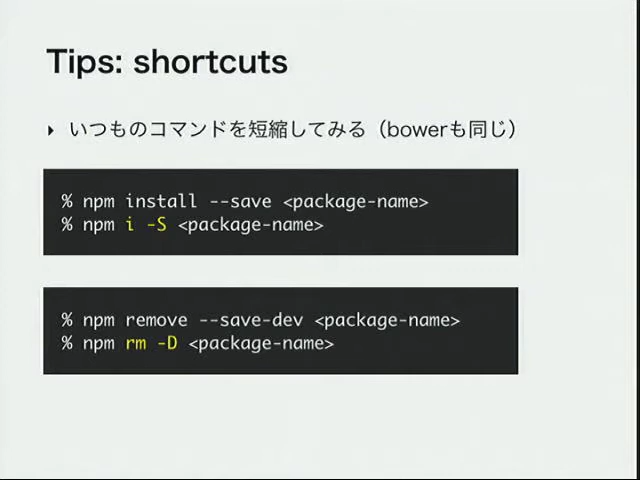 Tips: shortcuts
‣ いつものコマンドを短縮してみる（bowerも同じ）
% npm install --save <package-name>
% npm i -S <package-name>
% npm remove --save-dev <package-name>
% npm rm -D <package-name>